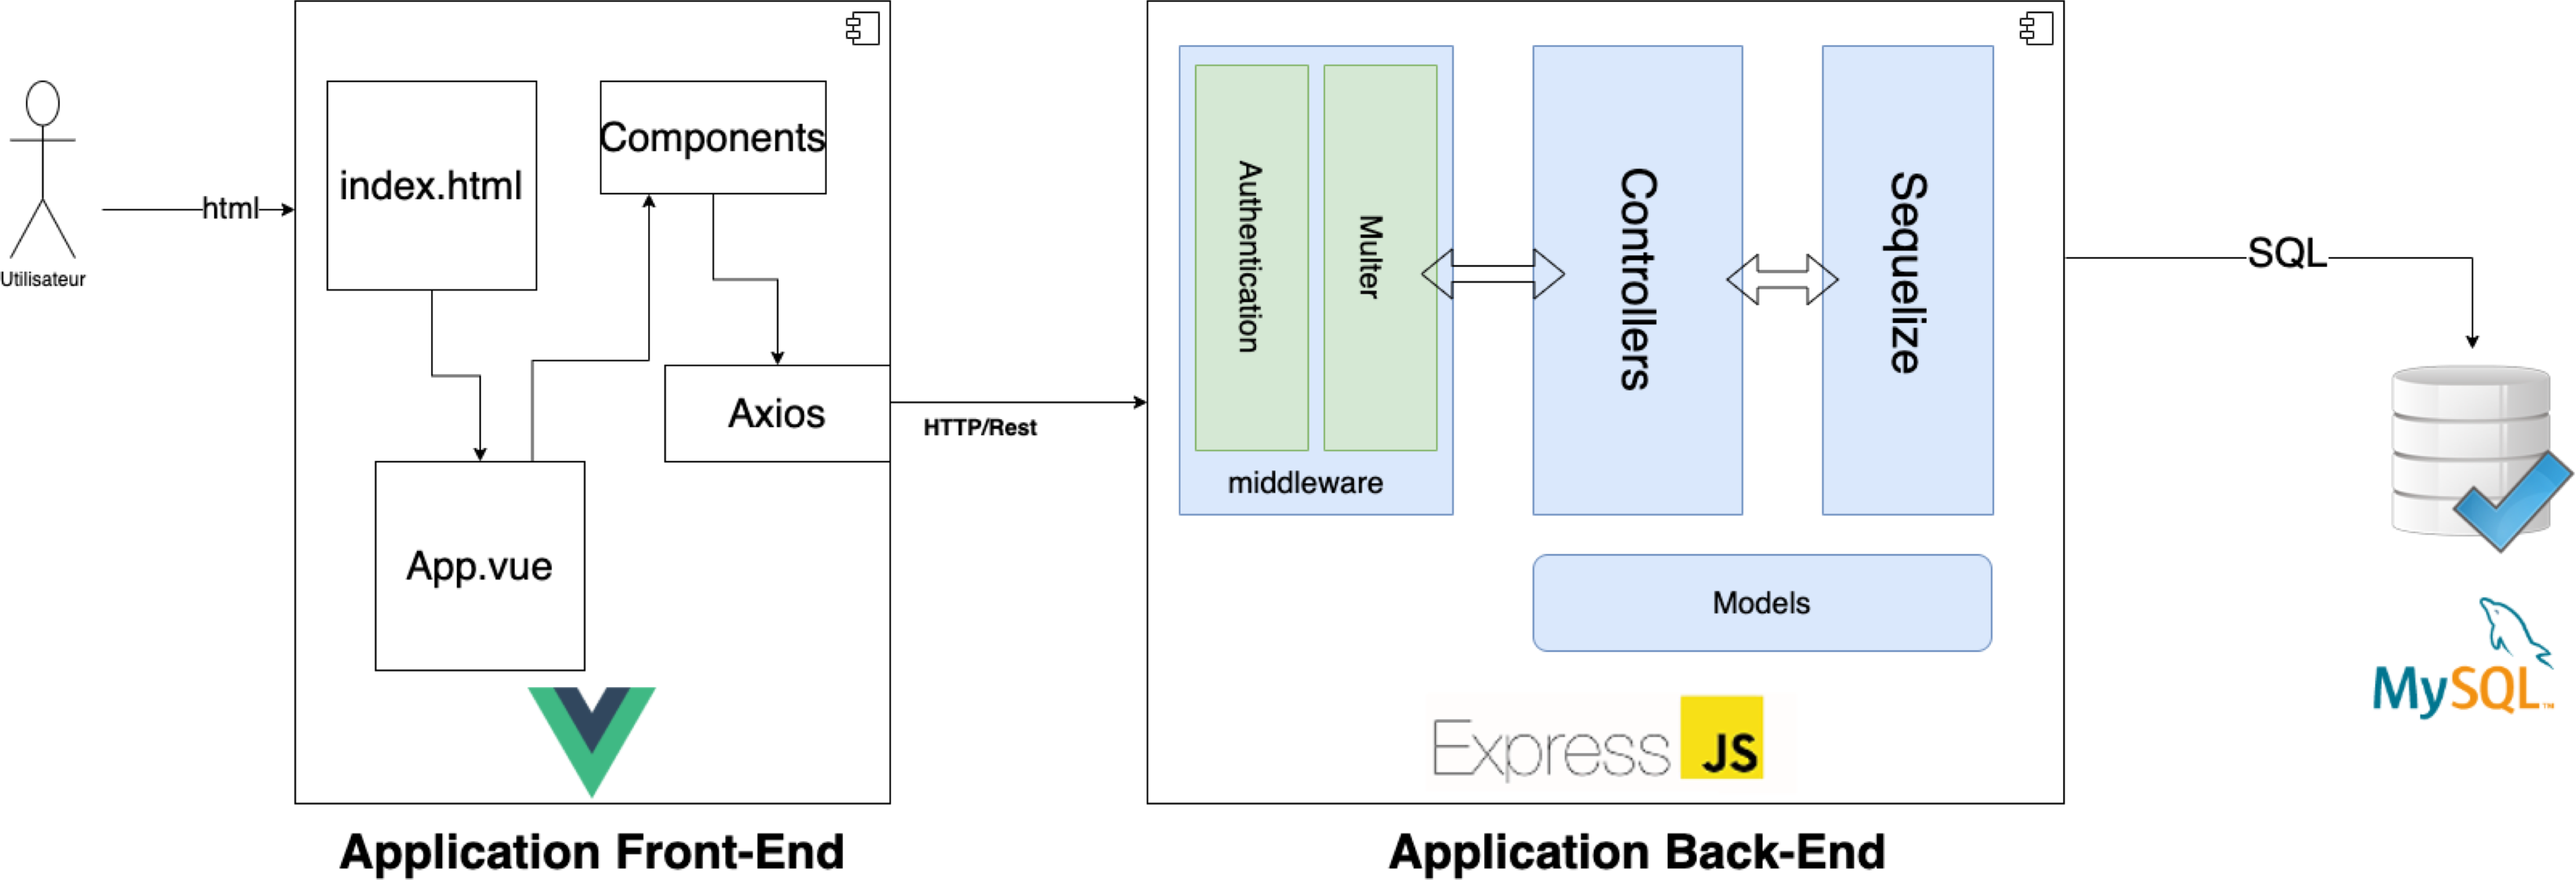 Utilisateur
html
index.html
Components
App.vue
Axios
Application Front-End
HTTP/Rest
Authentication
Multer
middleware
Controllers
Sequelize
Models
Express JS
Application Back-End
SQL
MySQL™